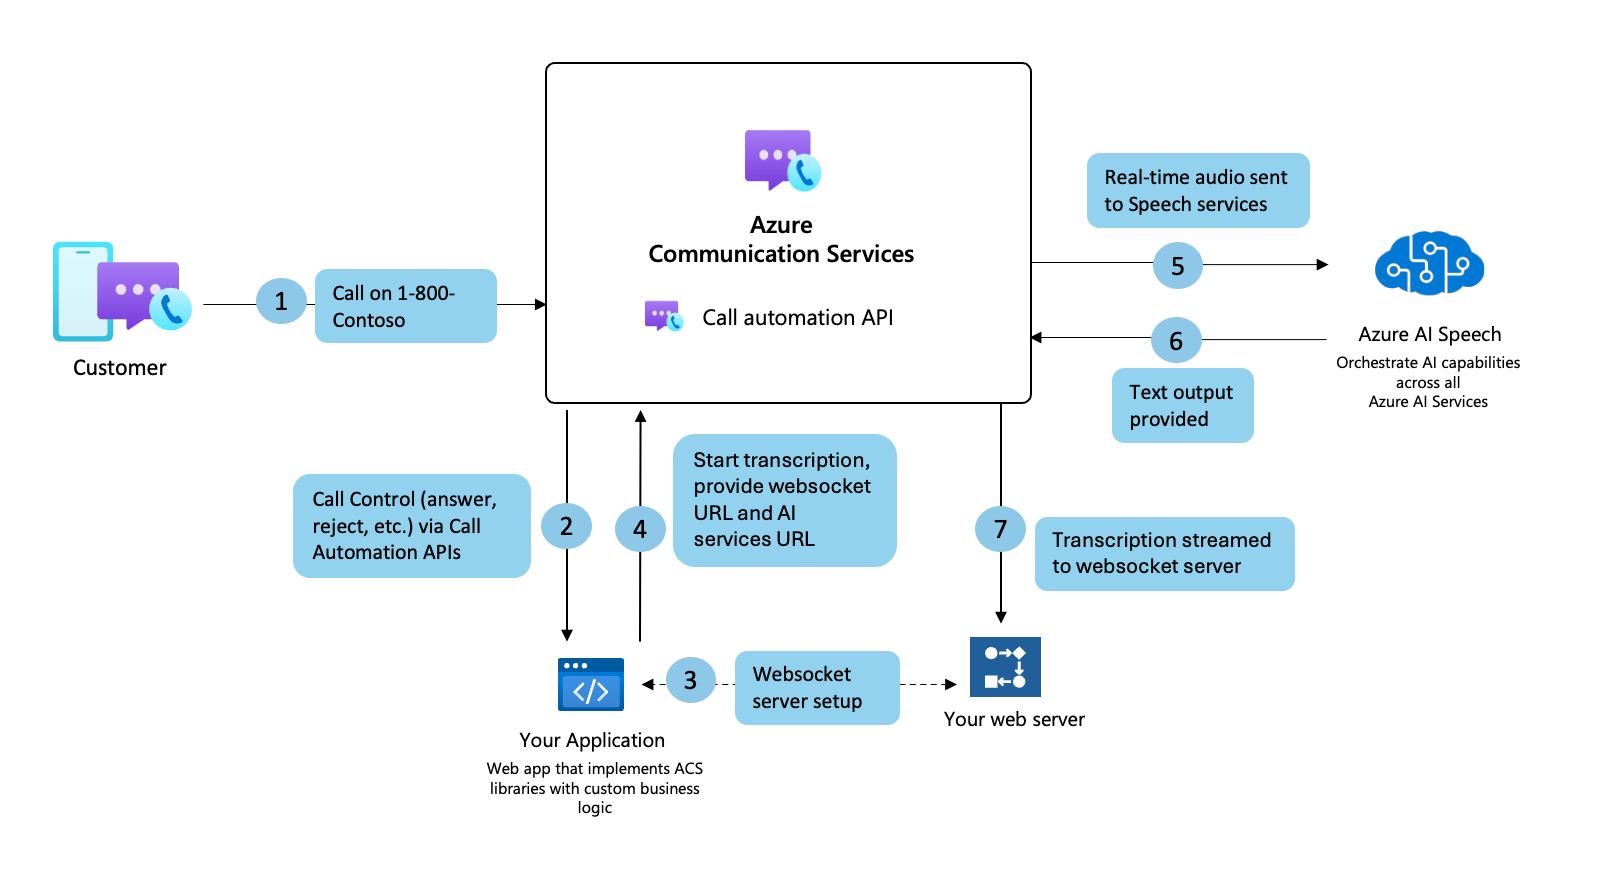 Azure
Communication Services
Call automation API
Customer
1
Call on 1-800-
Contoso
Real-time audio sent
to Speech services
5
6
Text output
provided
Azure AI Speech
Orchestrate AI capabilities
across all
Azure AI Services
Call Control (answer,
reject, etc.) via Call
Automation APIs
2
4
Start transcription,
provide websocket
URL and AI
services URL
7
Transcription streamed
to websocket server
3
Websocket
server setup
Your Application
Web app that implements ACS
libraries with custom business
logic
Your web server